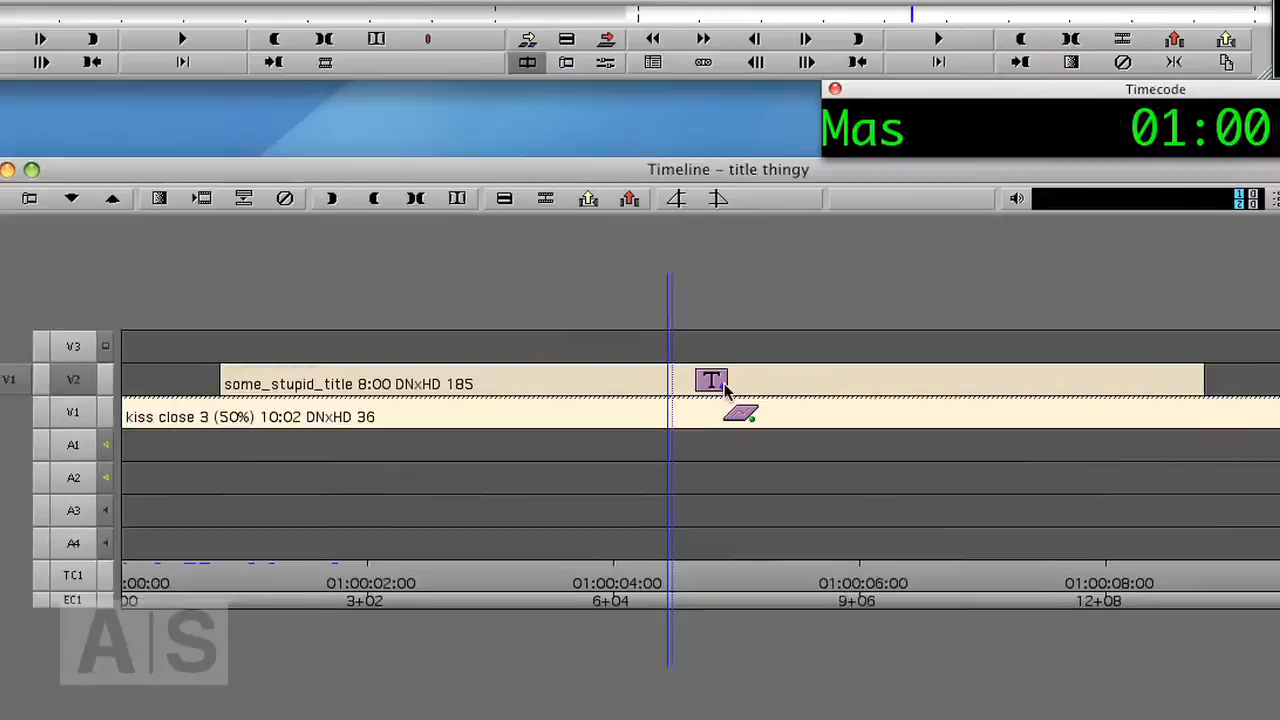 Timecode
Mas 01:00
Timeline – title thingy
V3
V1 V2 some_stupid_title 8:00 DNxHD 185 T
V1 kiss close 3 (50%) 10:02 DNxHD 36
A1
A2
A3
A4
TC1 :00:00 01:00:02:00 01:00:04:00 01:00:06:00 01:00:08:00
EC1 00 3+02 6+04 9+06 12+08
A|S